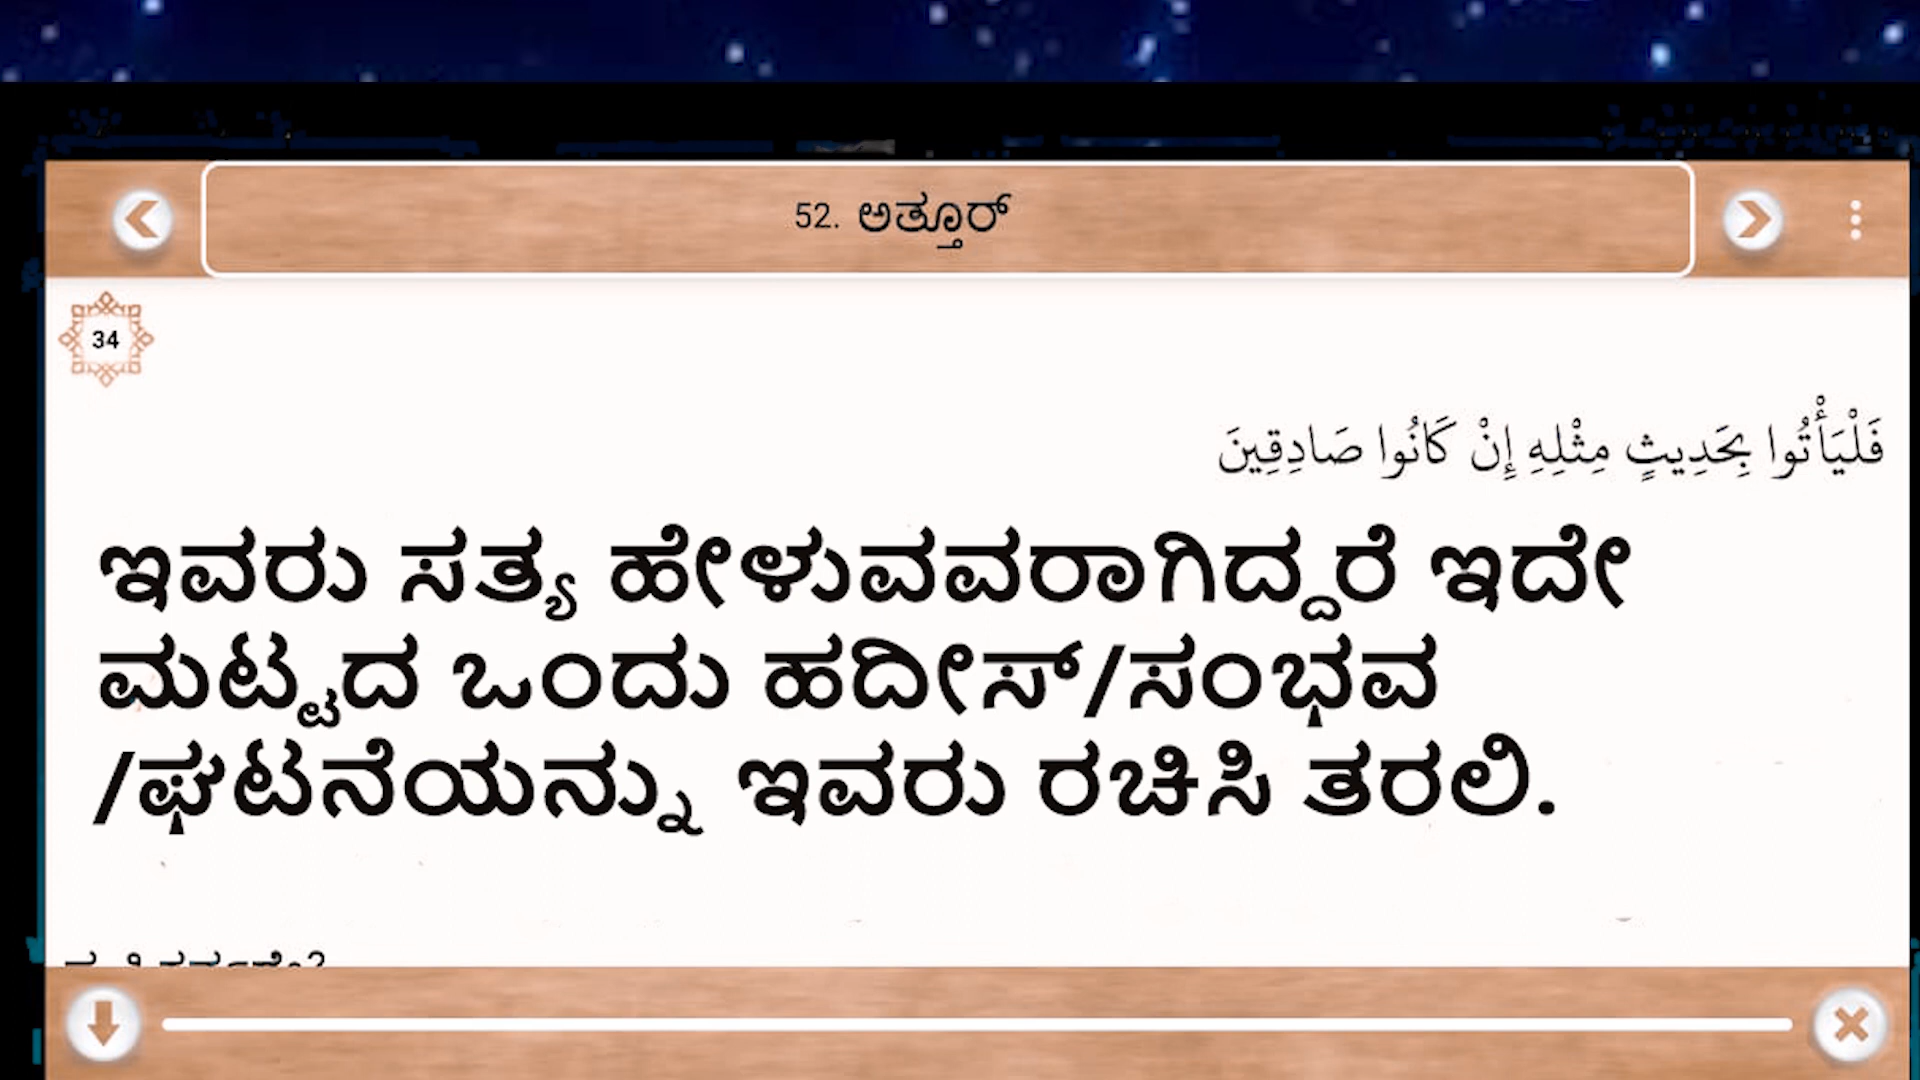 52. ಅತ್ತೂರ್
34
فَلْيَأْتُوا بِحَدِيثٍ مِثْلِهِ إِنْ كَانُوا صَادِقِينَ
ಇವರು ಸತ್ಯ ಹೇಳುವವರಾಗಿದ್ದರೆ ಇದೇ
ಮಟ್ಟದ ಒಂದು ಹದೀಸ್/ಸಂಭವ
/ಘಟನೆಯನ್ನು ಇವರು ರಚಿಸಿ ತರಲಿ.